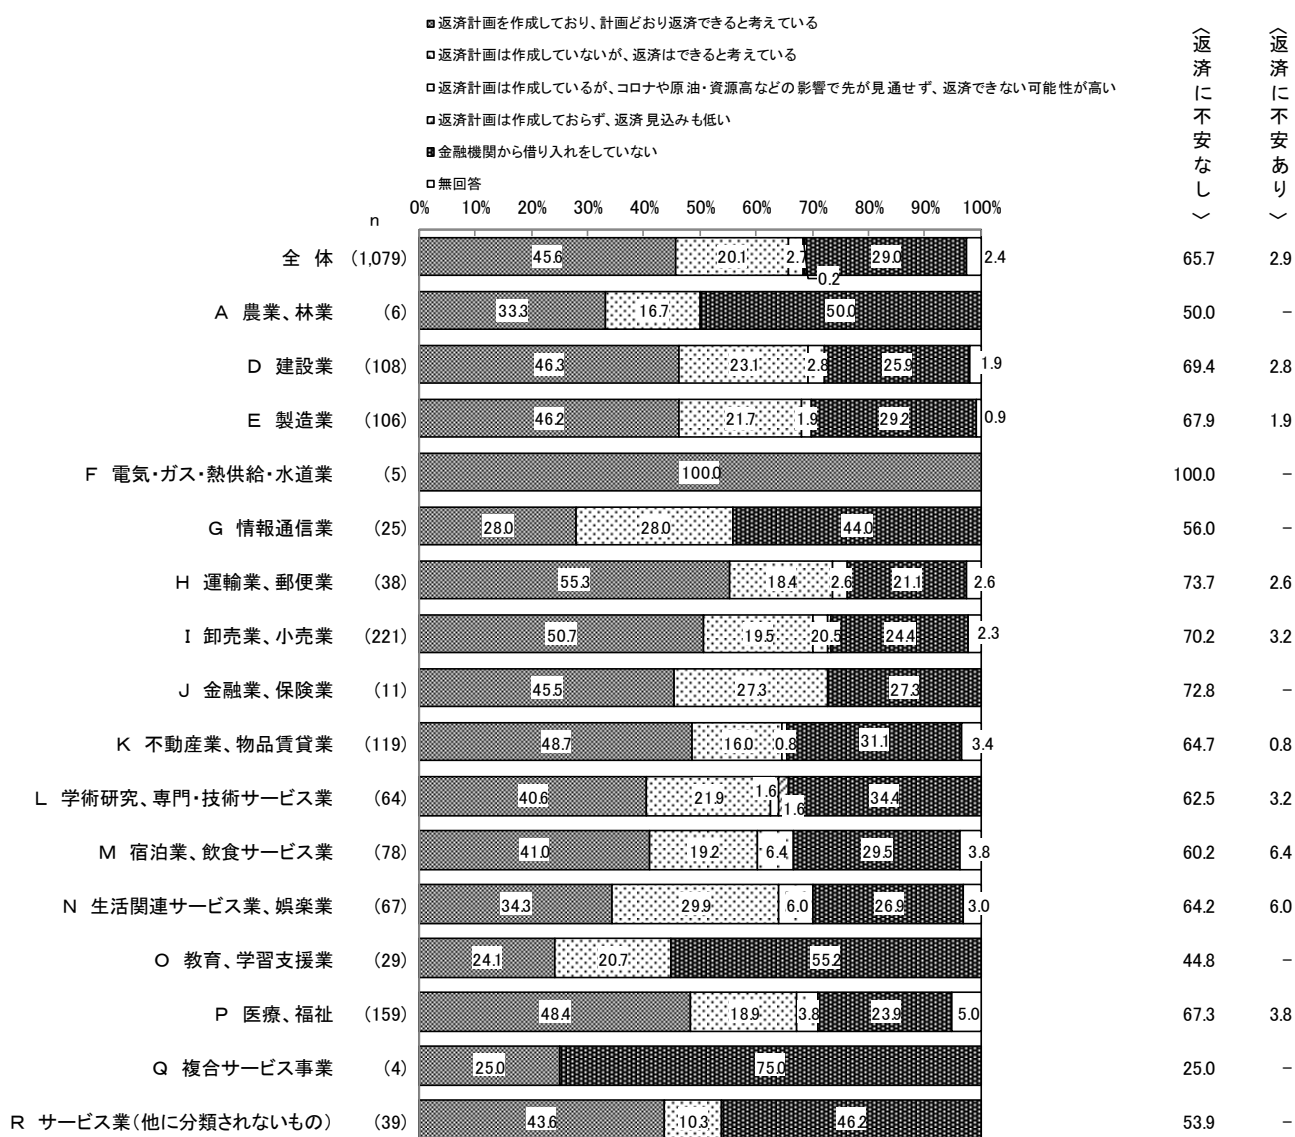 返済計画を作成しており、計画どおり返済できると考えている
返済計画は作成していないが、返済はできると考えている
返済計画は作成しているが、コロナや原油・資源高などの影響で先が見通せず、返済できない可能性が高い
返済計画は作成しておらず、返済見込みも低い
金融機関から借り入れをしていない
無回答
〈返済に不安なし〉
〈返済に不安あり〉
n 0% 10% 20% 30% 40% 50% 60% 70% 80% 90% 100%
全 体 (1,079) 45.6 20.1 2.7 0.2 29.0 2.4 65.7 2.9
A 農業、林業 (6) 33.3 16.7 50.0 50.0 －
D 建設業 (108) 46.3 23.1 2.8 25.9 1.9 69.4 2.8
E 製造業 (106) 46.2 21.7 1.9 29.2 0.9 67.9 1.9
F 電気・ガス・熱供給・水道業 (5) 100.0 100.0 －
G 情報通信業 (25) 28.0 28.0 44.0 56.0 －
H 運輸業、郵便業 (38) 55.3 18.4 2.6 21.1 2.6 73.7 2.6
I 卸売業、小売業 (221) 50.7 19.5 20.5 24.4 2.3 70.2 3.2
J 金融業、保険業 (11) 45.5 27.3 27.3 72.8 －
K 不動産業、物品賃貸業 (119) 48.7 16.0 0.8 31.1 3.4 64.7 0.8
L 学術研究、専門・技術サービス業 (64) 40.6 21.9 1.6 1.6 34.4 62.5 3.2
M 宿泊業、飲食サービス業 (78) 41.0 19.2 6.4 29.5 3.8 60.2 6.4
N 生活関連サービス業、娯楽業 (67) 34.3 29.9 6.0 26.9 3.0 64.2 6.0
O 教育、学習支援業 (29) 24.1 20.7 55.2 44.8 －
P 医療、福祉 (159) 48.4 18.9 3.8 23.9 5.0 67.3 3.8
Q 複合サービス事業 (4) 25.0 75.0 25.0 －
R サービス業(他に分類されないもの) (39) 43.6 10.3 46.2 53.9 －